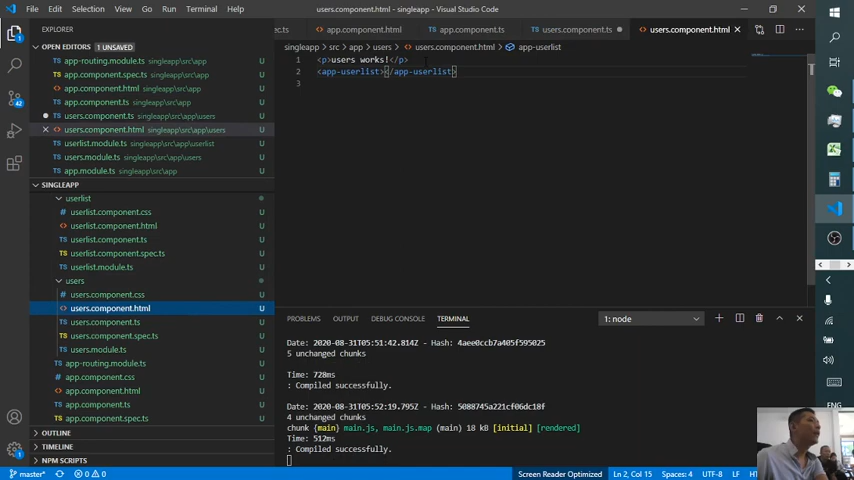 File Edit Selection View Go Run Terminal Help
users.component.html - singleapp - Visual Studio Code
EXPLORER
OPEN EDITORS 1 UNSAVED
app-routing.module.ts singleapp\src\app U
app.component.spec.ts singleapp\src\app U
app.component.html singleapp\src\app U
app.component.ts singleapp\src\app U
users.component.ts singleapp\src\app\users U
users.component.html singleapp\src\app\users U
userlist.module.ts singleapp\src\app\userlist U
users.module.ts singleapp\src\app\users U
app.module.ts singleapp\src\app U
SINGLEAPP
userlist
userlist.component.css U
userlist.component.html U
userlist.component.ts U
userlist.component.spec.ts U
userlist.module.ts U
users
users.component.css U
users.component.html U
users.component.ts U
users.component.spec.ts U
users.module.ts U
app-routing.module.ts U
app.component.css U
app.component.html U
app.component.ts U
app.component.spec.ts U
OUTLINE
TIMELINE
NPM SCRIPTS
ec.ts app.component.html app.component.ts users.component.ts users.component.html
singleapp > src > app > users > users.component.html > app-userlist
1 <p>users works!</p>
2 <app-userlist></app-userlist>
3
PROBLEMS OUTPUT DEBUG CONSOLE TERMINAL 1: node
Date: 2020-08-31T05:51:42.814Z - Hash: 4aee0ccb7a405f595025
5 unchanged chunks
Time: 728ms
: Compiled successfully.
Date: 2020-08-31T05:52:19.795Z - Hash: 5088745a221cf06dc18f
4 unchanged chunks
chunk {main} main.js, main.js.map (main) 18 kB [initial] [rendered]
Time: 512ms
: Compiled successfully.
master* 0 0 Screen Reader Optimized Ln 2, Col 15 Spaces: 4 UTF-8 LF
ENG